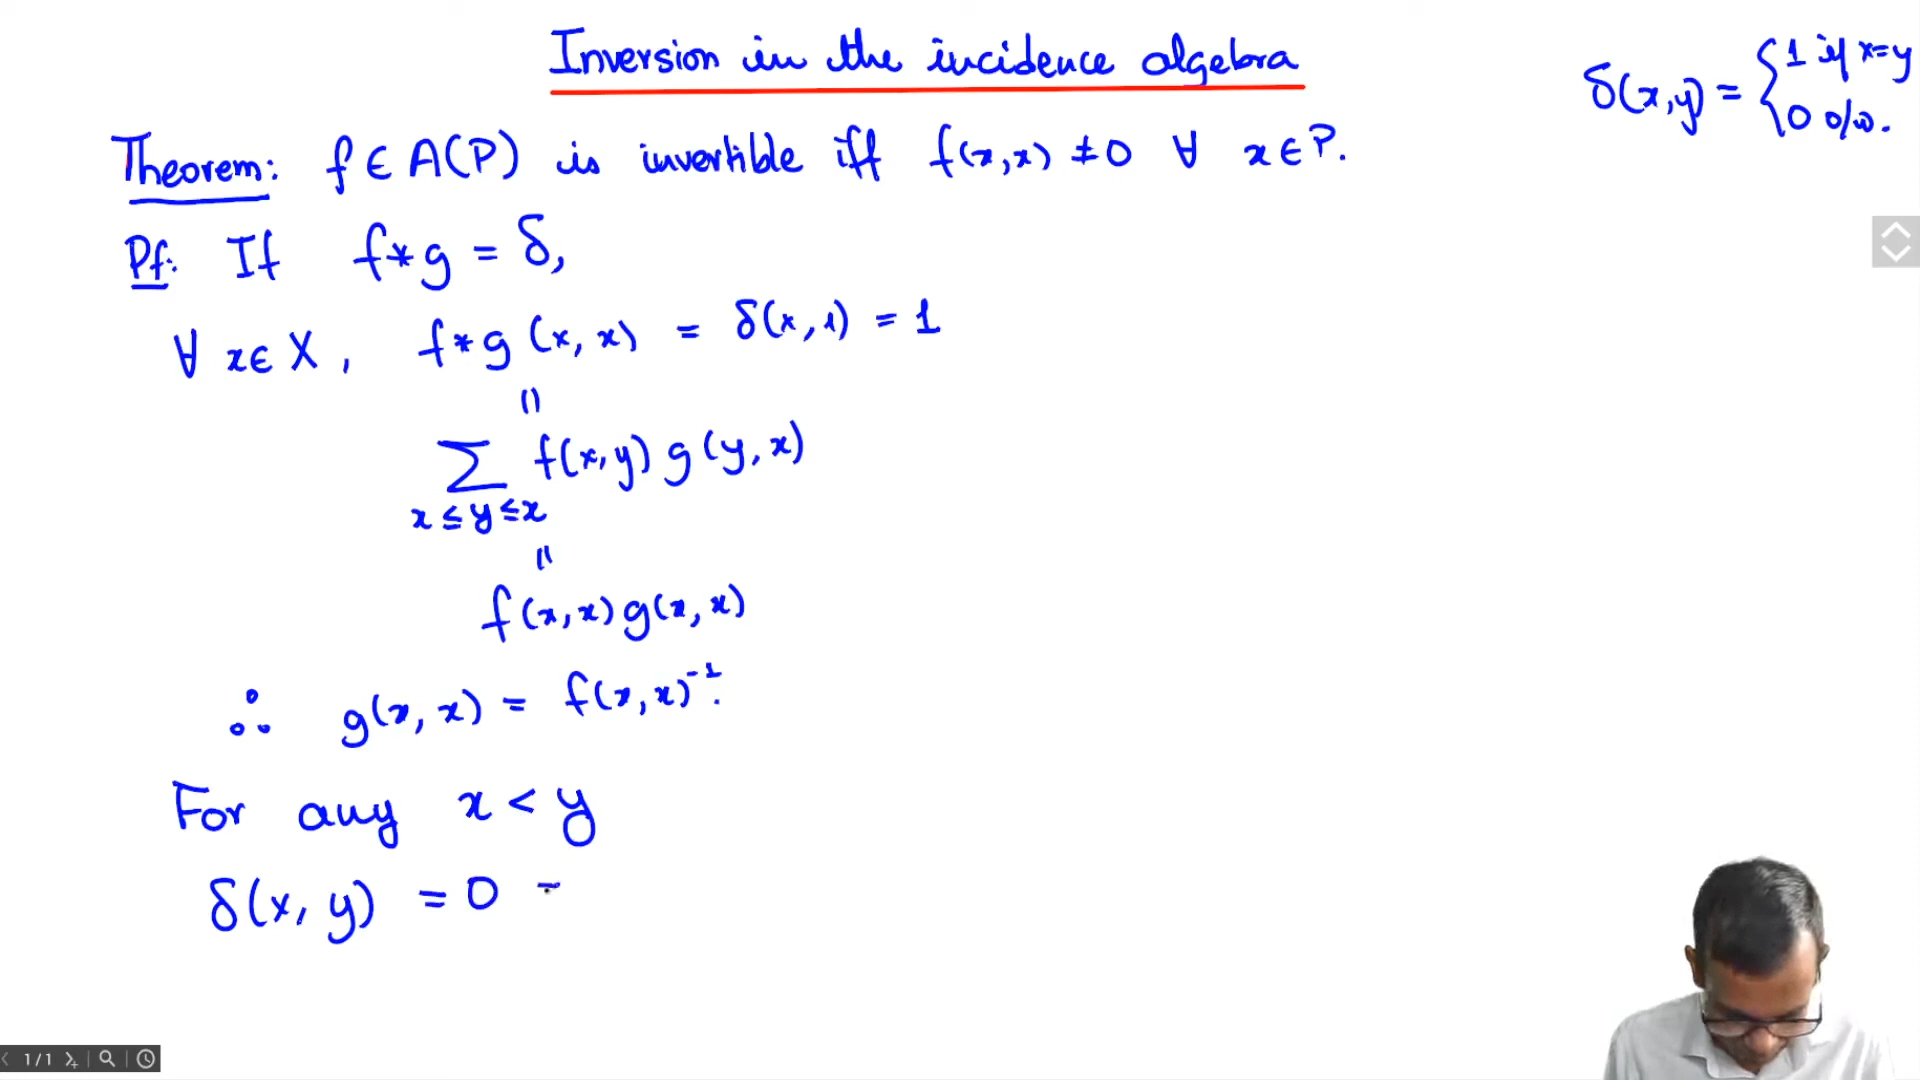 Inversion in the incidence algebra
δ(x,y) = { 1 if x=y
0 o/w.
Theorem: f ∈ A(P) is invertible iff f(x,x) ≠ 0 ∀ x ∈ P.
Pf: If f*g = δ,
∀ x ∈ X, f*g (x,x) = δ(x,x) = 1
=
∑ f(x,y) g(y,x)
x ≤ y ≤ x
=
f(x,x) g(x,x)
∴ g(x,x) = f(x,x)⁻¹.
For any x < y
δ(x,y) = 0 =
1/1